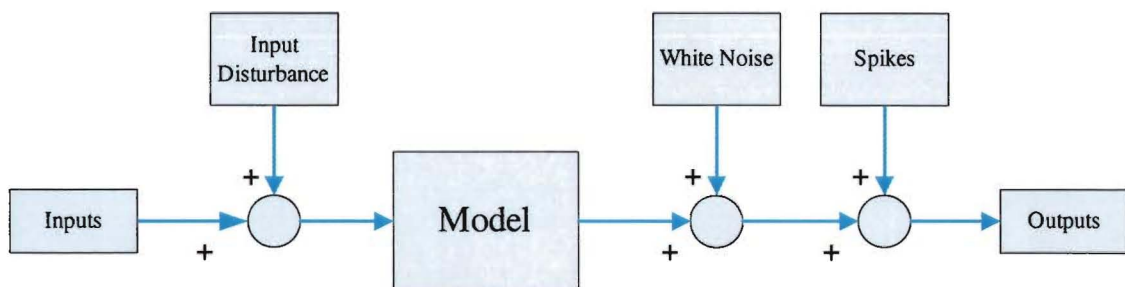 Input
Disturbance
White Noise
Spikes
+
+
+
Inputs
Model
Outputs
+
+
+